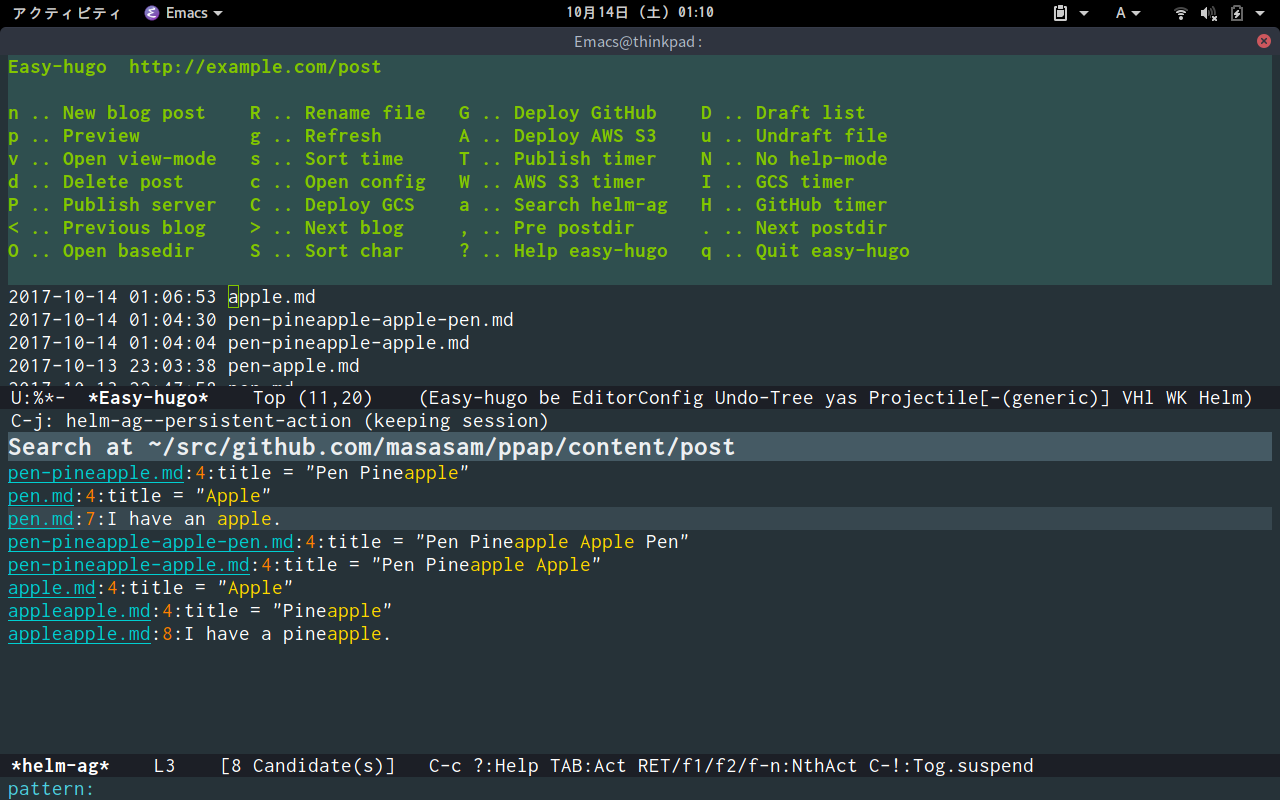 アクティビティ Emacs 10月14日 (土) 01:10 A
Emacs@thinkpad:
Easy-hugo http://example.com/post
n .. New blog post R .. Rename file G .. Deploy GitHub D .. Draft list
p .. Preview g .. Refresh A .. Deploy AWS S3 u .. Undraft file
v .. Open view-mode s .. Sort time T .. Publish timer N .. No help-mode
d .. Delete post c .. Open config W .. AWS S3 timer I .. GCS timer
P .. Publish server C .. Deploy GCS a .. Search helm-ag H .. GitHub timer
< .. Previous blog > .. Next blog , .. Pre postdir . .. Next postdir
O .. Open basedir S .. Sort char ? .. Help easy-hugo q .. Quit easy-hugo
2017-10-14 01:06:53 apple.md
2017-10-14 01:04:30 pen-pineapple-apple-pen.md
2017-10-14 01:04:04 pen-pineapple-apple.md
2017-10-13 23:03:38 pen-apple.md
U:%*- *Easy-hugo* Top (11,20) (Easy-hugo be EditorConfig Undo-Tree yas Projectile[-(generic)] VHl WK Helm)
C-j: helm-ag--persistent-action (keeping session)
Search at ~/src/github.com/masasam/ppap/content/post
pen-pineapple.md:4:title = "Pen Pineapple"
pen.md:4:title = "Apple"
pen.md:7:I have an apple.
pen-pineapple-apple-pen.md:4:title = "Pen Pineapple Apple Pen"
pen-pineapple-apple.md:4:title = "Pen Pineapple Apple"
apple.md:4:title = "Apple"
appleapple.md:4:title = "Pineapple"
appleapple.md:8:I have a pineapple.
*helm-ag* L3 [8 Candidate(s)] C-c ?:Help TAB:Act RET/f1/f2/f-n:NthAct C-!:Tog.suspend
pattern: